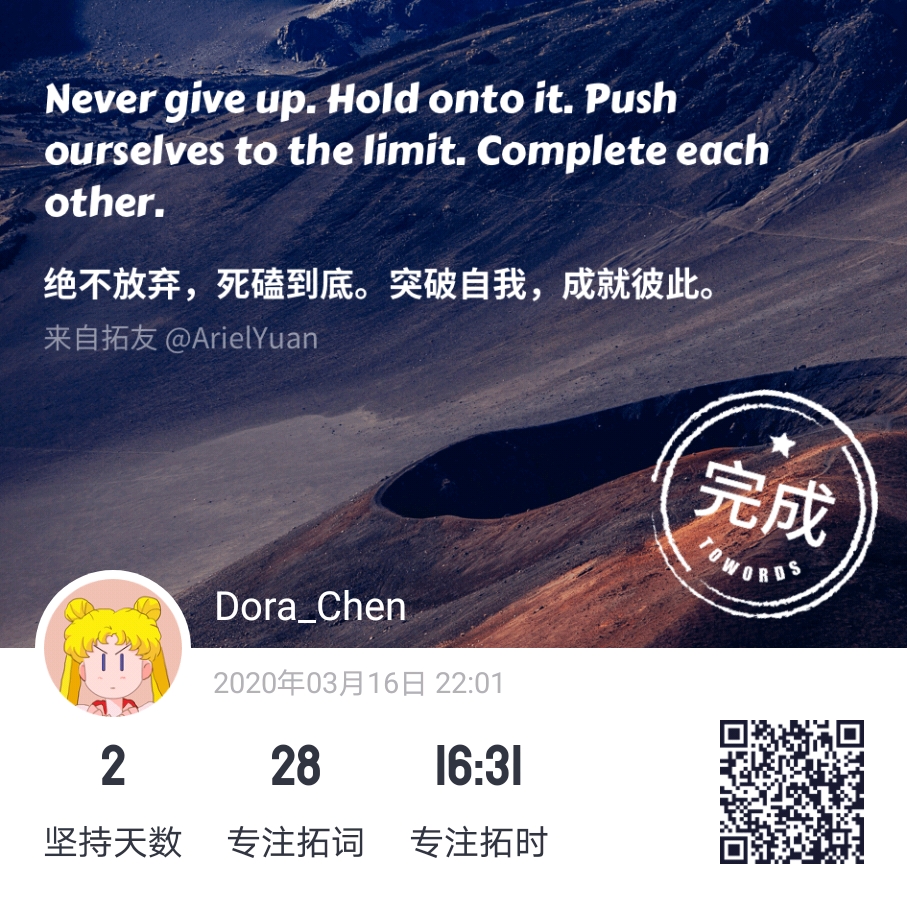 Never give up. Hold onto it. Push
ourselves to the limit. Complete each
other.
绝不放弃，死磕到底。突破自我，成就彼此。
来自拓友 @ArielYuan
完成
TOWORDS
Dora_Chen
2020年03月16日 22:01
2 28 16:31
坚持天数 专注拓词 专注拓时